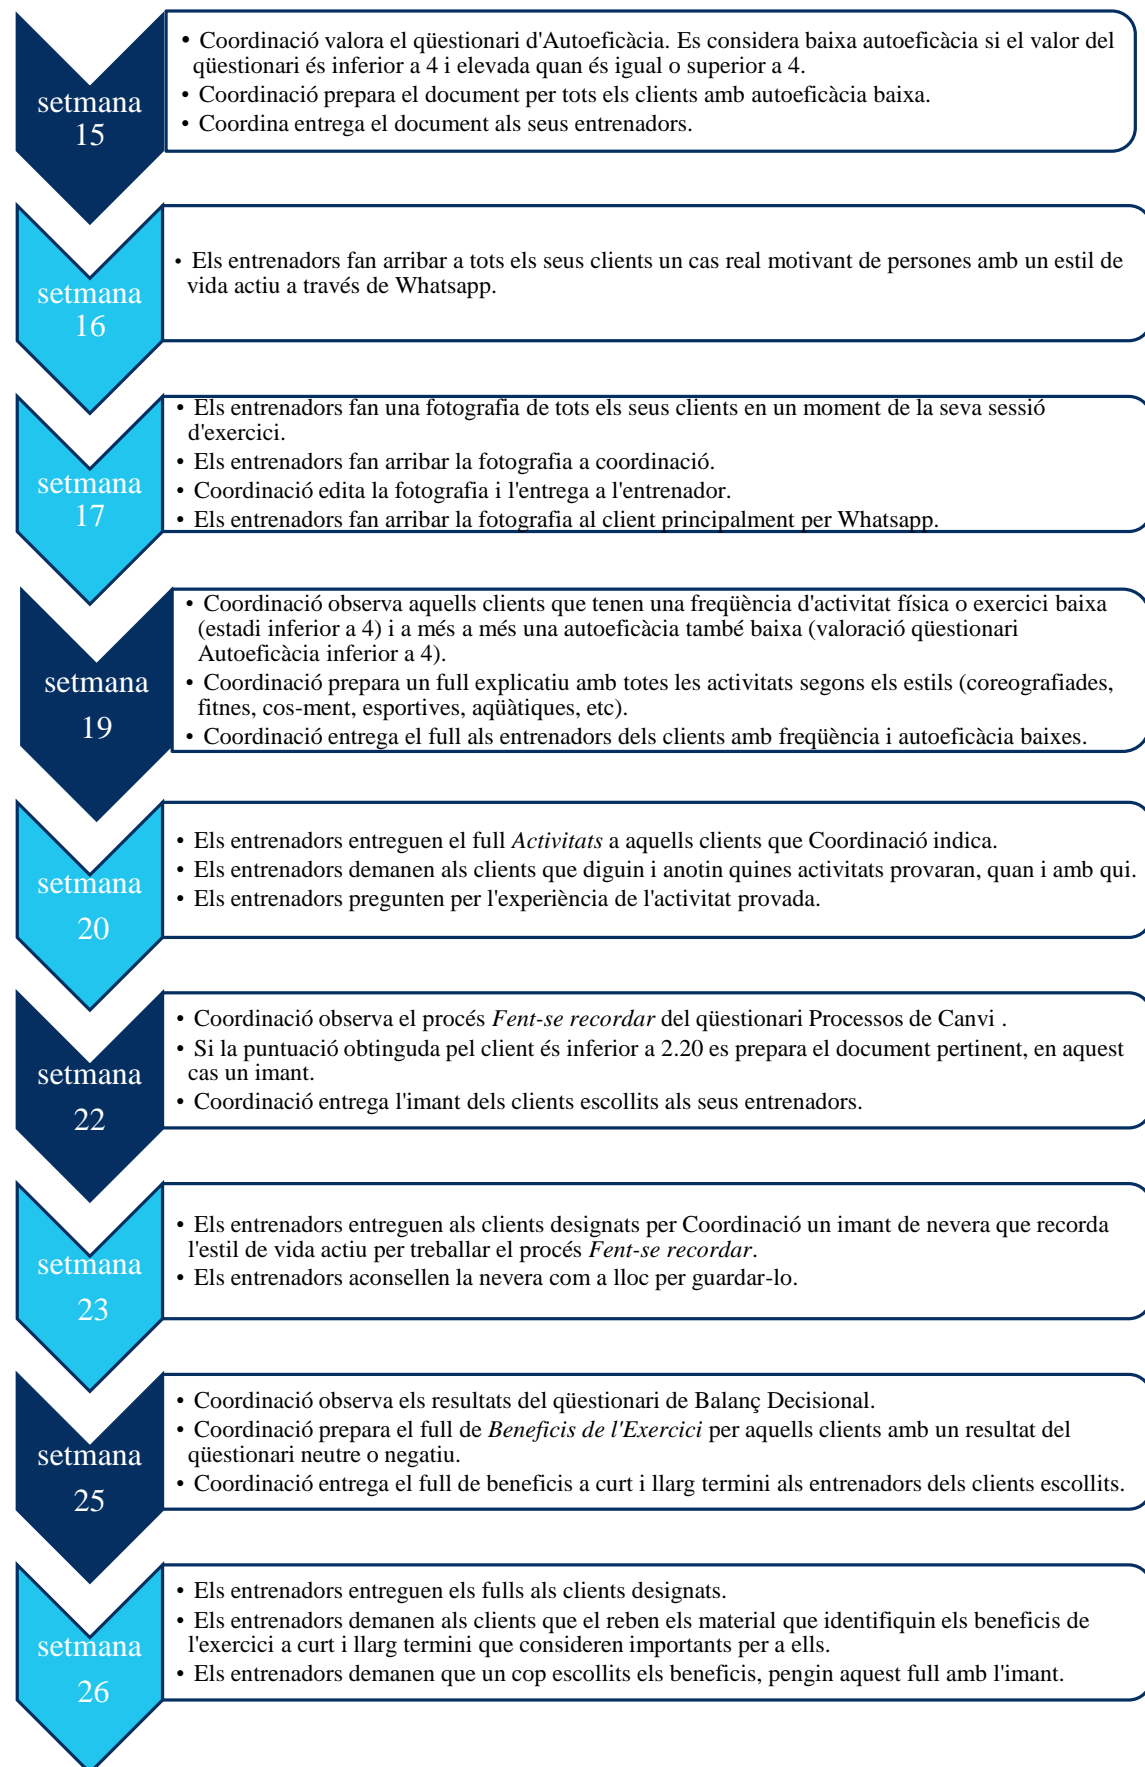 setmana
15
• Coordinació valora el qüestionari d'Autoeficàcia. Es considera baixa autoeficàcia si el valor del
qüestionari és inferior a 4 i elevada quan és igual o superior a 4.
• Coordinació prepara el document per tots els clients amb autoeficàcia baixa.
• Coordina entrega el document als seus entrenadors.
setmana
16
• Els entrenadors fan arribar a tots els seus clients un cas real motivant de persones amb un estil de
vida actiu a través de Whatsapp.
setmana
17
• Els entrenadors fan una fotografia de tots els seus clients en un moment de la seva sessió
d'exercici.
• Els entrenadors fan arribar la fotografia a coordinació.
• Coordinació edita la fotografia i l'entrega a l'entrenador.
• Els entrenadors fan arribar la fotografia al client principalment per Whatsapp.
setmana
19
• Coordinació observa aquells clients que tenen una freqüència d'activitat física o exercici baixa
(estadi inferior a 4) i a més a més una autoeficàcia també baixa (valoració qüestionari
Autoeficàcia inferior a 4).
• Coordinació prepara un full explicatiu amb totes les activitats segons els estils (coreografiades,
fitnes, cos-ment, esportives, aqüàtiques, etc).
• Coordinació entrega el full als entrenadors dels clients amb freqüència i autoeficàcia baixes.
setmana
20
• Els entrenadors entreguen el full Activitats a aquells clients que Coordinació indica.
• Els entrenadors demanen als clients que diguin i anotin quines activitats provaran, quan i amb qui.
• Els entrenadors pregunten per l'experiència de l'activitat provada.
setmana
22
• Coordinació observa el procés Fent-se recordar del qüestionari Processos de Canvi .
• Si la puntuació obtinguda pel client és inferior a 2.20 es prepara el document pertinent, en aquest
cas un imant.
• Coordinació entrega l'imant dels clients escollits als seus entrenadors.
setmana
23
• Els entrenadors entreguen als clients designats per Coordinació un imant de nevera que recorda
l'estil de vida actiu per treballar el procés Fent-se recordar.
• Els entrenadors aconsellen la nevera com a lloc per guardar-lo.
setmana
25
• Coordinació observa els resultats del qüestionari de Balanç Decisional.
• Coordinació prepara el full de Beneficis de l'Exercici per aquells clients amb un resultat del
qüestionari neutre o negatiu.
• Coordinació entrega el full de beneficis a curt i llarg termini als entrenadors dels clients escollits.
setmana
26
• Els entrenadors entreguen els fulls als clients designats.
• Els entrenadors demanen als clients que el reben els material que identifiquin els beneficis de
l'exercici a curt i llarg termini que consideren importants per a ells.
• Els entrenadors demanen que un cop escollits els beneficis, pengin aquest full amb l'imant.